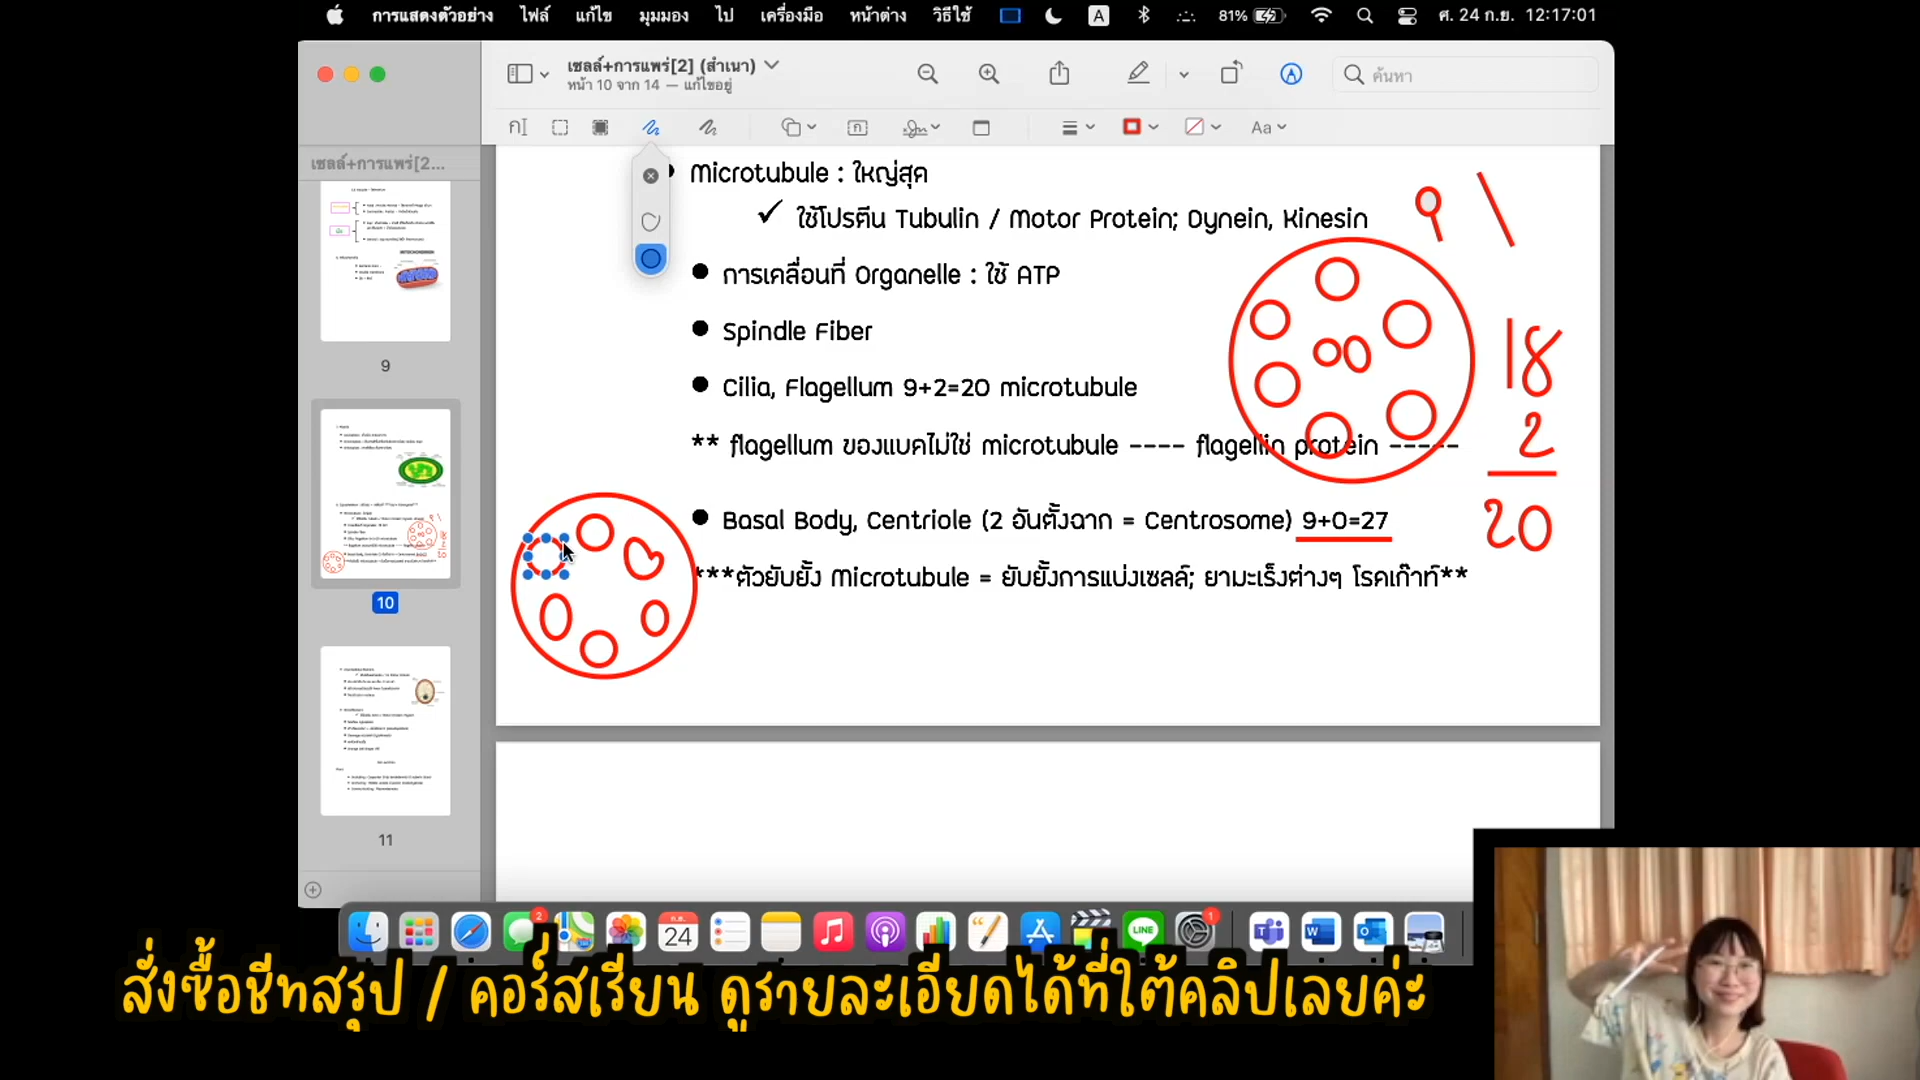 การแสดงตัวอย่าง ไฟล์ แก้ไข มุมมอง ไป เครื่องมือ หน้าต่าง วิธีใช้ A 81% ศ. 24 ก.ย. 12:17:01
เซลล์+การแพร่[2] (สำเนา)
หน้า 10 จาก 14 — แก้ไขอยู่
ค้นหา
Aa
เซลล์+การแพร่[2...
9
10
11
Microtubule : ใหญ่สุด
✓ ใช้โปรตีน Tubulin / Motor Protein; Dynein, Kinesin
● การเคลื่อนที่ Organelle : ใช้ ATP
● Spindle Fiber
● Cilia, Flagellum 9+2=20 microtubule
** flagellum ของแบคไม่ใช่ microtubule ---- flagellin protein -----
● Basal Body, Centriole (2 อันตั้งฉาก = Centrosome) 9+0=27
***ตัวยับยั้ง Microtubule = ยับยั้งการแบ่งเซลล์; ยามะเร็งต่างๆ โรคเก๊าท์**
9 \
18
2
20
2
ก.ย.
24
LINE
1
สั่งซื้อชีทสรุป / คอร์สเรียน ดูรายละเอียดได้ที่ใต้คลิปเลยค่ะ